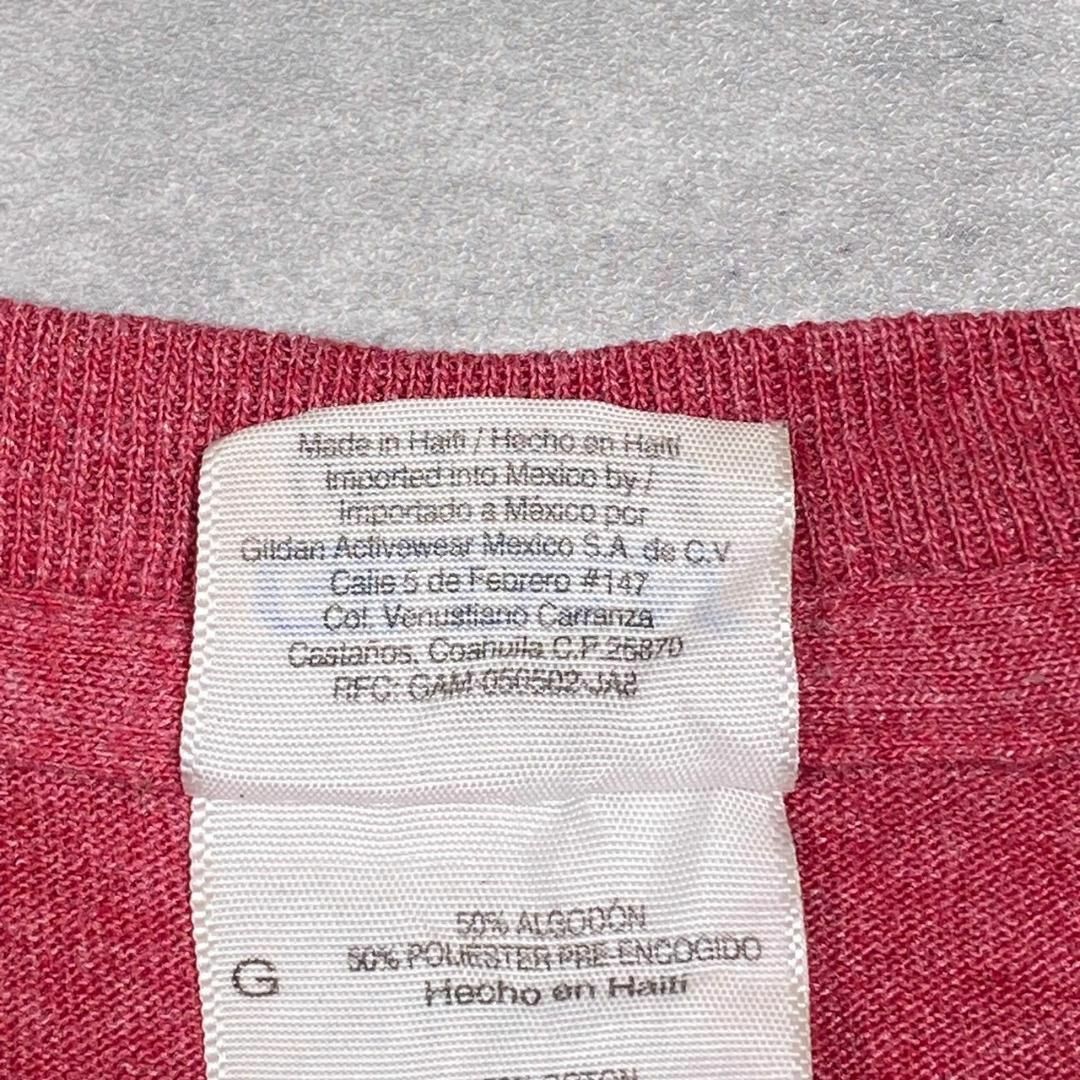 Made in Haiti / Hecho en Haiti
Imported into Mexico by /
Importado a México por
Gildan Activewear Mexico S.A. de C.V
Calle 5 de Febrero #147
Col. Venustiano Carranza
Castaños, Coahuila C.P 25870
RFC: GAM 050502
50% ALGODÓN
50% POLIESTER PRE-ENCOGIDO
G
Hecho en Haiti